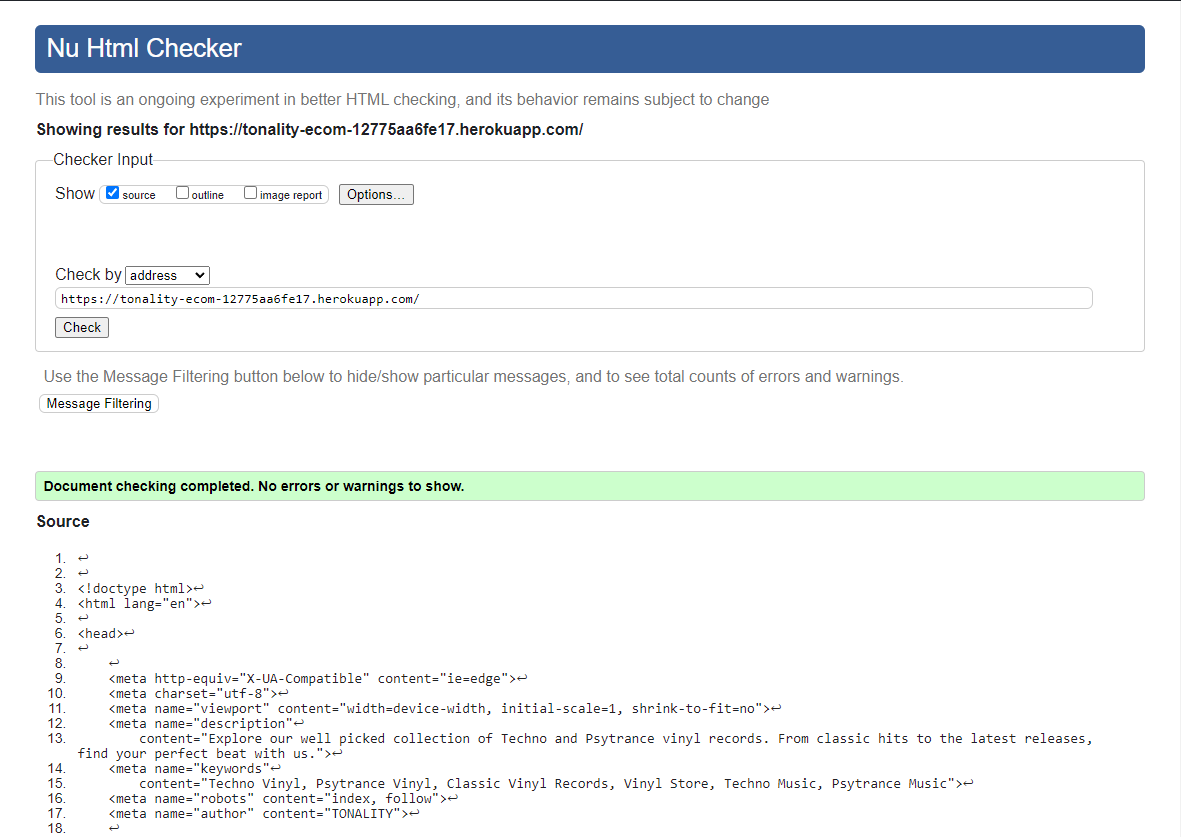 Nu Html Checker
This tool is an ongoing experiment in better HTML checking, and its behavior remains subject to change
Showing results for https://tonality-ecom-12775aa6fe17.herokuapp.com/
Checker Input
Show source outline image report Options...
Check by address
https://tonality-ecom-12775aa6fe17.herokuapp.com/
Check
Use the Message Filtering button below to hide/show particular messages, and to see total counts of errors and warnings.
Message Filtering
Document checking completed. No errors or warnings to show.
Source
1. ↩
2. ↩
3. <!doctype html>↩
4. <html lang="en">↩
5. ↩
6. <head>↩
7. ↩
8. ↩
9. <meta http-equiv="X-UA-Compatible" content="ie=edge">↩
10. <meta charset="utf-8">↩
11. <meta name="viewport" content="width=device-width, initial-scale=1, shrink-to-fit=no">↩
12. <meta name="description"↩
13. content="Explore our well picked collection of Techno and Psytrance vinyl records. From classic hits to the latest releases,
find your perfect beat with us.">↩
14. <meta name="keywords"↩
15. content="Techno Vinyl, Psytrance Vinyl, Classic Vinyl Records, Vinyl Store, Techno Music, Psytrance Music">↩
16. <meta name="robots" content="index, follow">↩
17. <meta name="author" content="TONALITY">↩
18. ↩